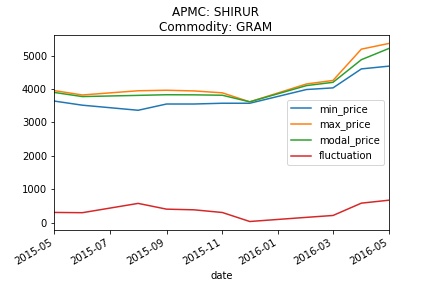 APMC: SHIRUR
Commodity: GRAM
5000
4000
3000
2000
1000
0
min_price
max_price
modal_price
fluctuation
2015-05
2015-07
2015-09
2015-11
2016-01
2016-03
2016-05
date